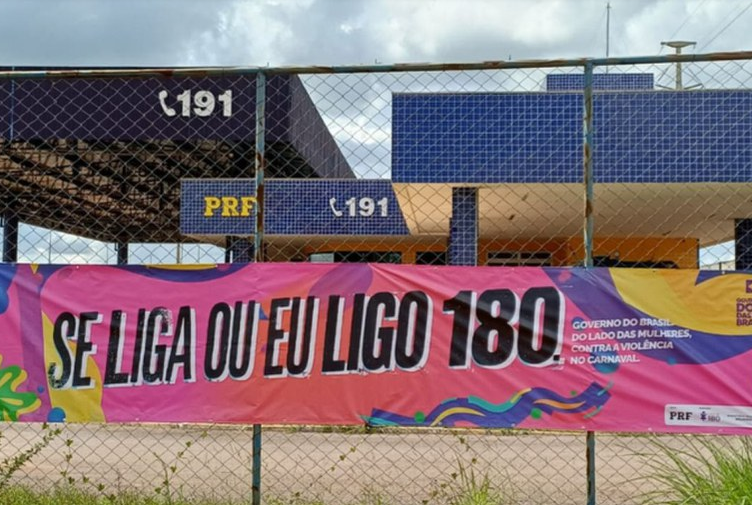 191
PRF
191
SE LIGA OU EU LIGO 180.
GOVERNO DO BRASIL
DO LADO DAS MULHERES,
CONTRA A VIOLÊNCIA
NO CARNAVAL.
PRF
180